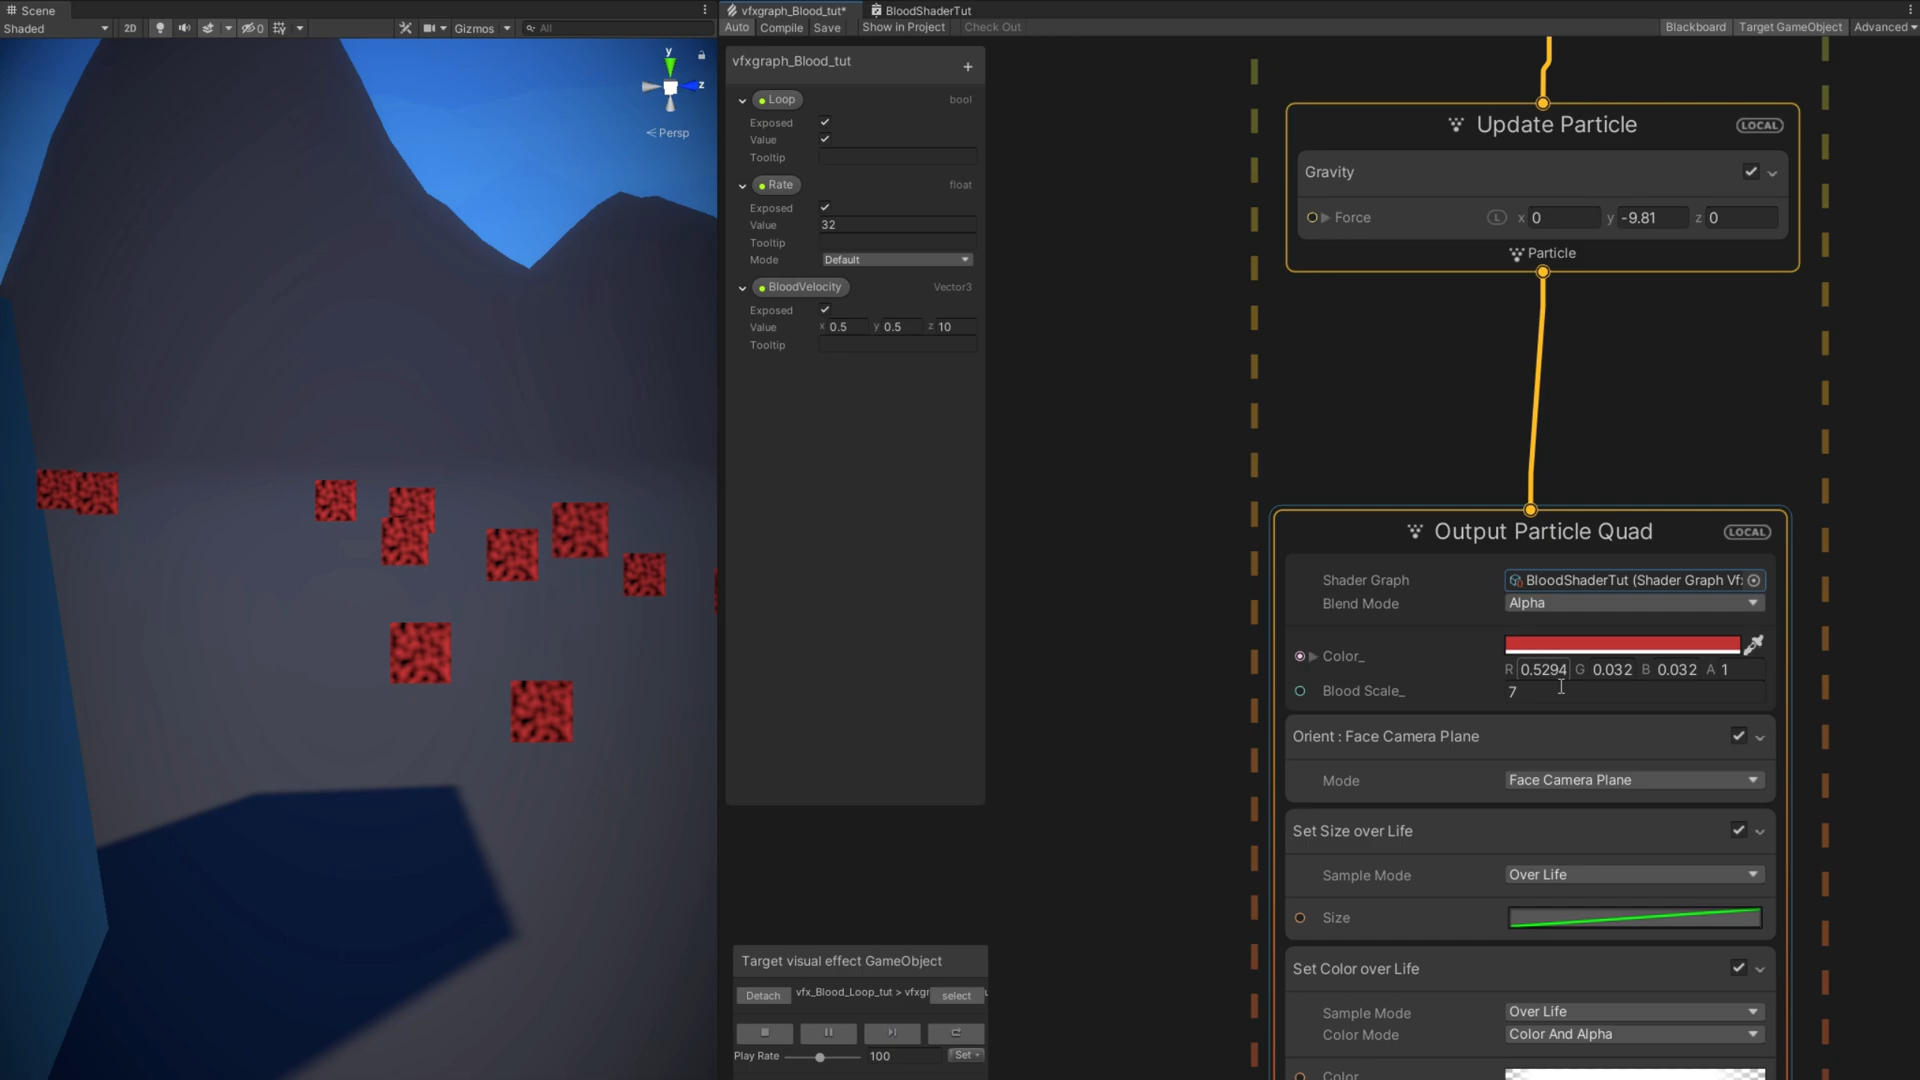 Scene
Shaded
2D
0
Gizmos
All
y
z
Persp
vfxgraph_Blood_tut*
BloodShaderTut
Auto
Compile
Save
Show in Project
Check Out
Blackboard
Target GameObject
Advanced
vfxgraph_Blood_tut
+
Loop bool
Exposed
Value
Tooltip
Rate float
Exposed
Value 32
Tooltip
Mode Default
BloodVelocity Vector3
Exposed
Value x 0.5 y 0.5 z 10
Tooltip
Target visual effect GameObject
Detach vfx_Blood_Loop_tut > vfxgr select
Play Rate 100 Set
Update Particle LOCAL
Gravity
Force L x 0 y -9.81 z 0
Particle
Output Particle Quad LOCAL
Shader Graph BloodShaderTut (Shader Graph Vf:
Blend Mode Alpha
Color_
R 0.5294 G 0.032 B 0.032 A 1
Blood Scale_ 7
Orient : Face Camera Plane
Mode Face Camera Plane
Set Size over Life
Sample Mode Over Life
Size
Set Color over Life
Sample Mode Over Life
Color Mode Color And Alpha
Color